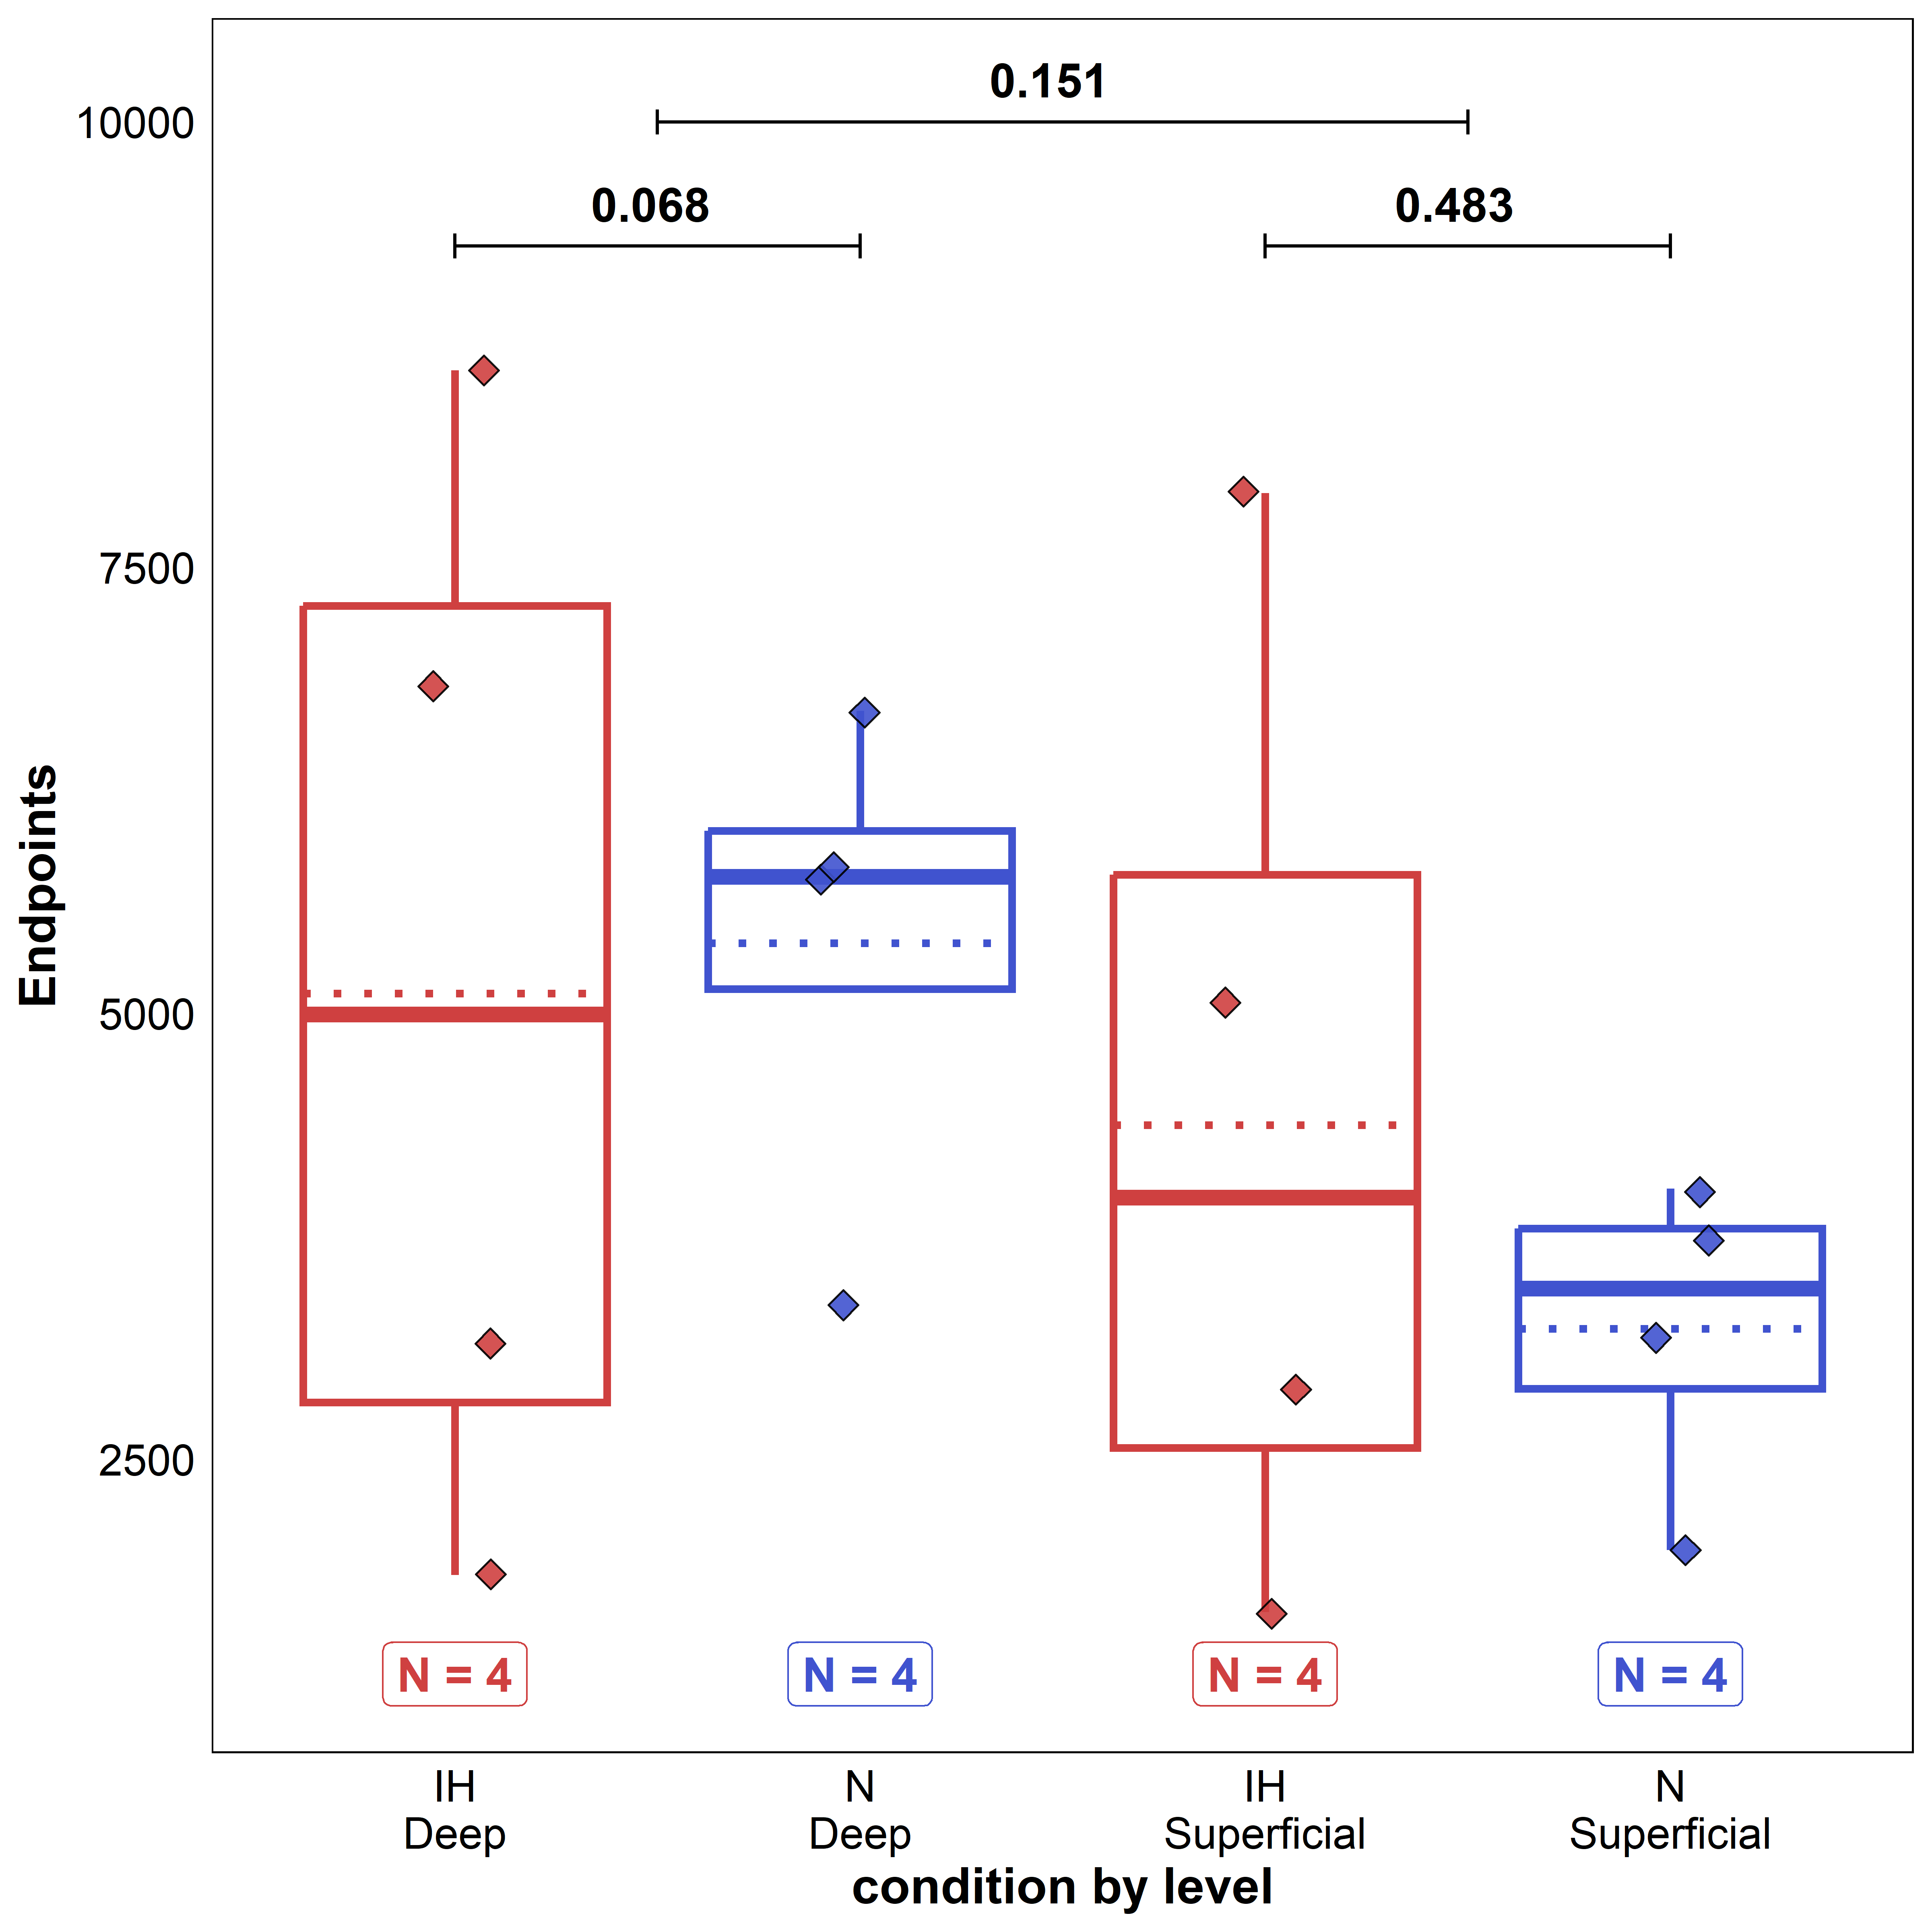 0.151
10000
0.068 0.483
7500
5000
2500
Endpoints
N = 4 N = 4 N = 4 N = 4
IH N IH N
Deep Deep Superficial Superficial
condition by level